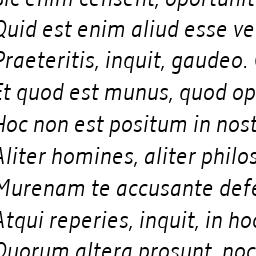 sic enim censent, oportunit
Quid est enim aliud esse ve
Praeteritis, inquit, gaudeo.
Et quod est munus, quod op
Hoc non est positum in nost
Aliter homines, aliter philos
Murenam te accusante defe
Atqui reperies, inquit, in hoc
Quorum altera prosunt, noc